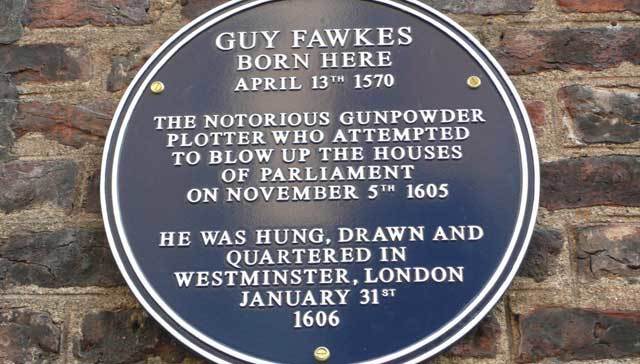 GUY FAWKES
BORN HERE
APRIL 13TH 1570
THE NOTORIOUS GUNPOWDER
PLOTTER WHO ATTEMPTED
TO BLOW UP THE HOUSES
OF PARLIAMENT
ON NOVEMBER 5TH 1605
HE WAS HUNG, DRAWN AND
QUARTERED IN
WESTMINSTER, LONDON
JANUARY 31ST
1606